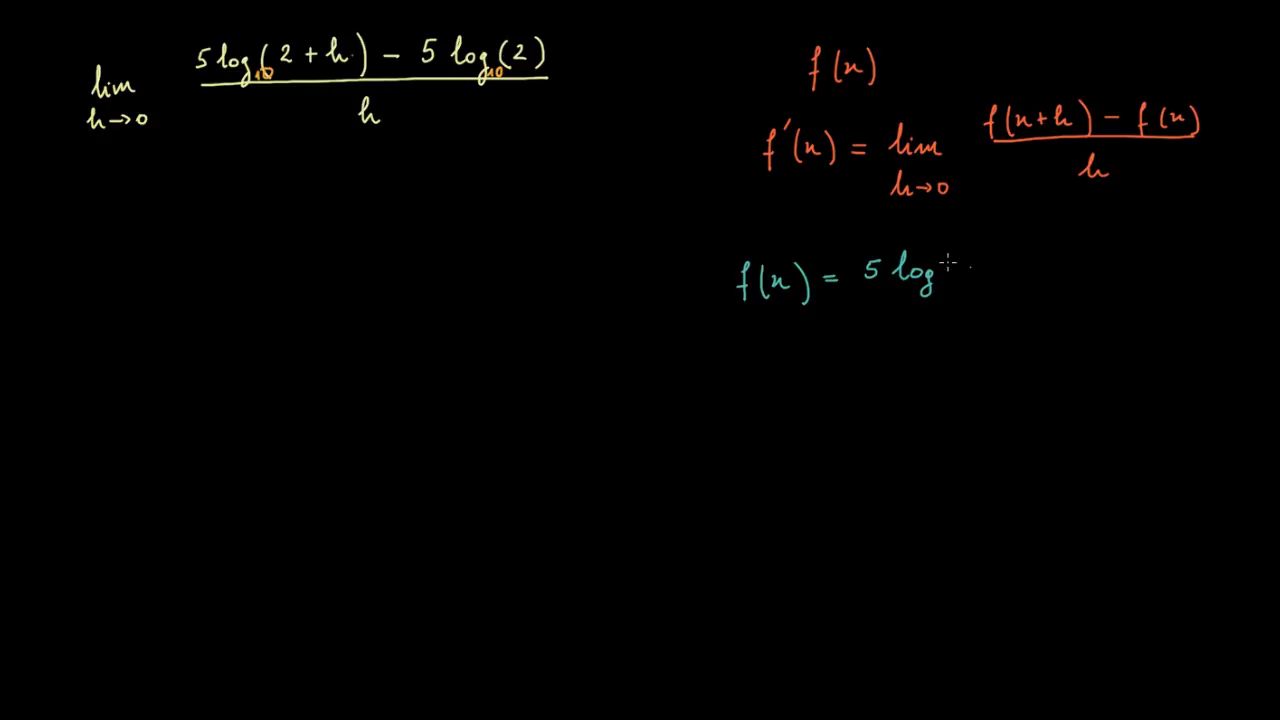 lim h→0 (5 log₁₀(2 + h) − 5 log₁₀(2)) / h
f(x)
f'(x) = lim h→0 (f(x+h) − f(x)) / h
f(x) = 5 log